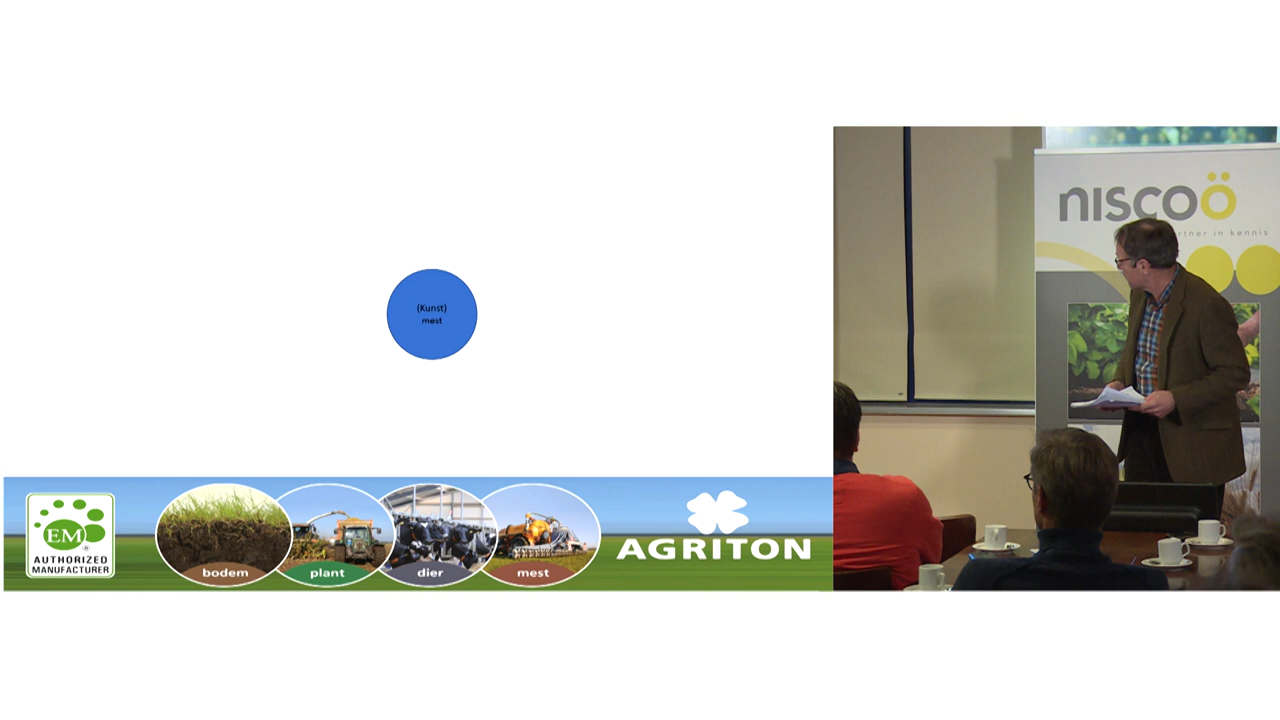 (Kunst)
mest
EM
®
AUTHORIZED
MANUFACTURER
bodem
plant
dier
mest
AGRITON
niscoö
rtner in kennis